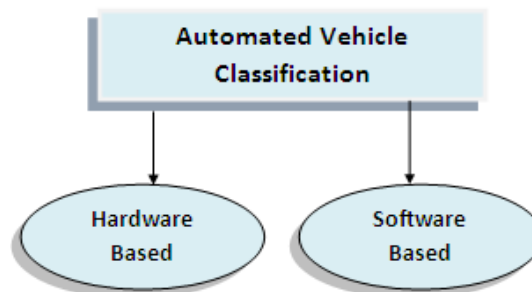 Automated Vehicle
Classification
Hardware
Based
Software
Based